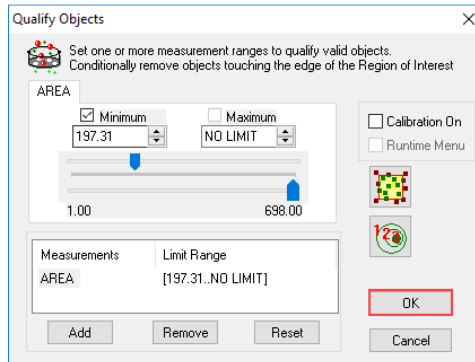 Qualify Objects
Set one or more measurement ranges to qualify valid objects.
Conditionally remove objects touching the edge of the Region of Interest
AREA
Minimum
Maximum
197.31
NO LIMIT
1.00
698.00
Calibration On
Runtime Menu
123
Measurements
Limit Range
AREA
[197.31..NO LIMIT]
Add
Remove
Reset
OK
Cancel